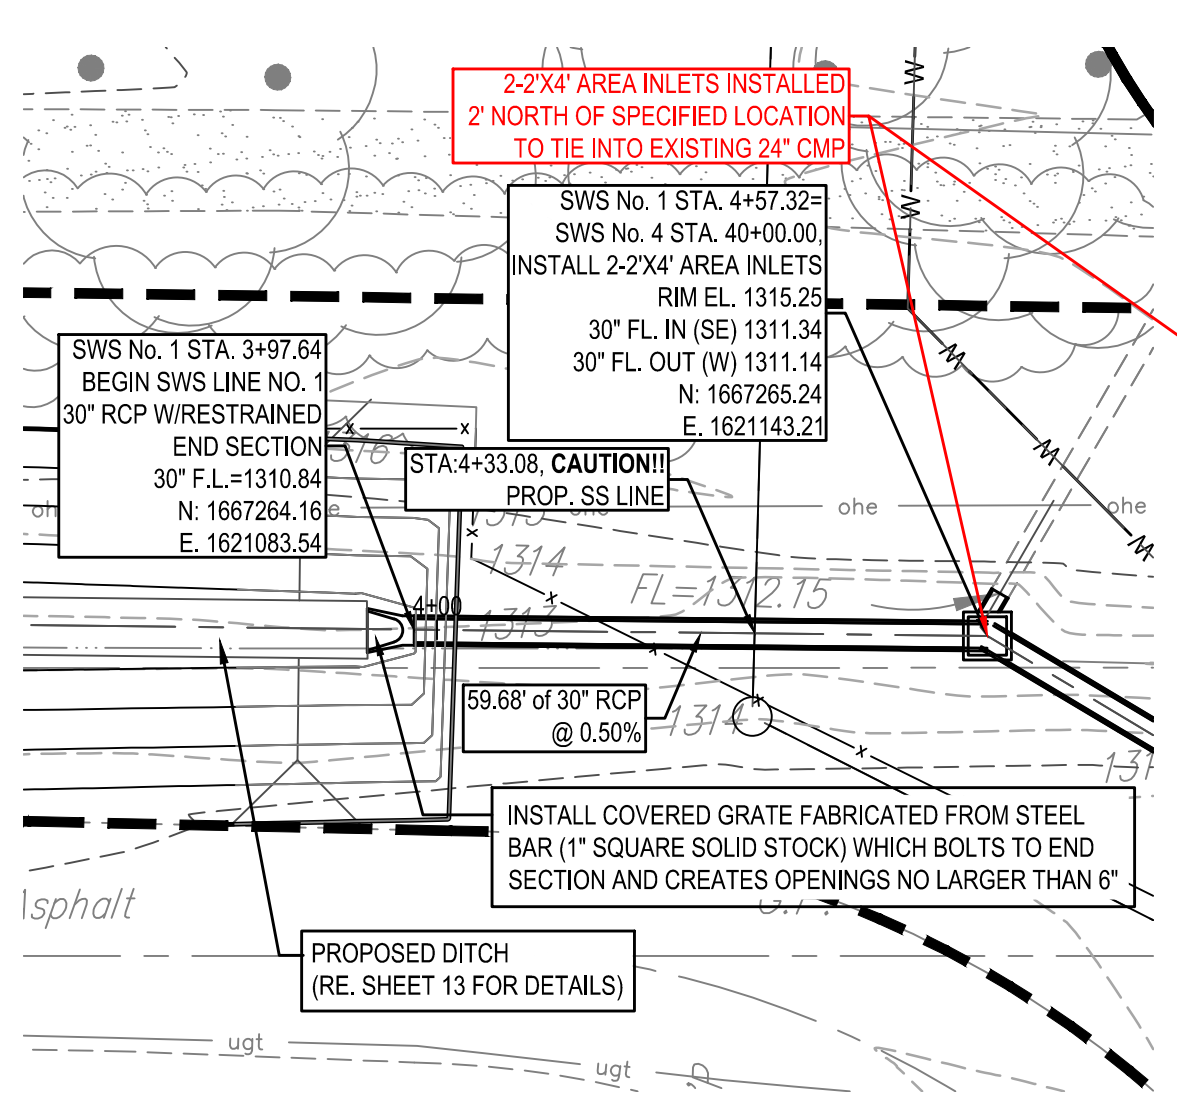 2-2'X4' AREA INLETS INSTALLED
2' NORTH OF SPECIFIED LOCATION
TO TIE INTO EXISTING 24" CMP
SWS No. 1 STA. 4+57.32=
SWS No. 4 STA. 40+00.00,
INSTALL 2-2'X4' AREA INLETS
RIM EL. 1315.25
30" FL. IN (SE) 1311.34
30" FL. OUT (W) 1311.14
N: 1667265.24
E. 1621143.21
SWS No. 1 STA. 3+97.64
BEGIN SWS LINE NO. 1
30" RCP W/RESTRAINED
END SECTION
30" F.L.=1310.84
N: 1667264.16
E. 1621083.54
STA:4+33.08, CAUTION!!
PROP. SS LINE
ohe
ohe
1314
FL=1312.15
4+00
1313
59.68' of 30" RCP
@ 0.50%
1314
INSTALL COVERED GRATE FABRICATED FROM STEEL
BAR (1" SQUARE SOLID STOCK) WHICH BOLTS TO END
SECTION AND CREATES OPENINGS NO LARGER THAN 6"
PROPOSED DITCH
(RE. SHEET 13 FOR DETAILS)
ugt
ugt